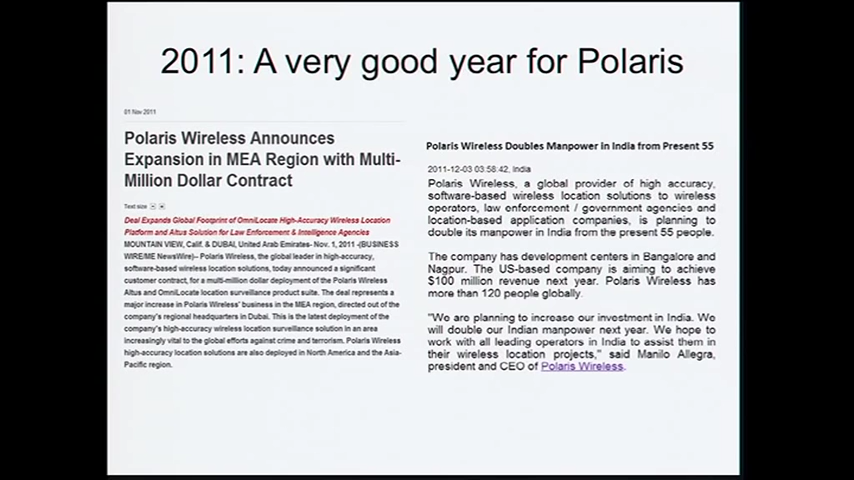 2011: A very good year for Polaris
01 Nov 2011
Polaris Wireless Announces
Expansion in MEA Region with Multi-
Million Dollar Contract
Text size
Deal Expands Global Footprint of OmniLocate High-Accuracy Wireless Location
Platform and Altus Solution for Law Enforcement & Intelligence Agencies
MOUNTAIN VIEW, Calif. & DUBAI, United Arab Emirates- Nov. 1, 2011 -(BUSINESS
WIRE/ME NewsWire)– Polaris Wireless, the global leader in high-accuracy,
software-based wireless location solutions, today announced a significant
customer contract, for a multi-million dollar deployment of the Polaris Wireless
Altus and OmniLocate location surveillance product suite. The deal represents a
major increase in Polaris Wireless' business in the MEA region, directed out of the
company's regional headquarters in Dubai. This is the latest deployment of the
company's high-accuracy wireless location surveillance solution in an area
increasingly vital to the global efforts against crime and terrorism. Polaris Wireless
high-accuracy location solutions are also deployed in North America and the Asia-
Pacific region.
Polaris Wireless Doubles Manpower in India from Present 55
2011-12-03 03:58:42, India
Polaris Wireless, a global provider of high accuracy,
software-based wireless location solutions to wireless
operators, law enforcement / government agencies and
location-based application companies, is planning to
double its manpower in India from the present 55 people.
The company has development centers in Bangalore and
Nagpur. The US-based company is aiming to achieve
$100 million revenue next year. Polaris Wireless has
more than 120 people globally.
"We are planning to increase our investment in India. We
will double our Indian manpower next year. We hope to
work with all leading operators in India to assist them in
their wireless location projects," said Manilo Allegra,
president and CEO of Polaris Wireless.